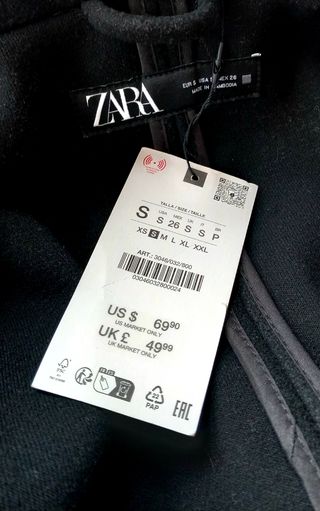 ZARA
EUR S USA S MEX 26
MADE IN CAMBODIA
TALLA / SIZE / TAILLE
USA MEX UK IT BR
S S 26 S S P
XS S M L XL XXL
ART.: 3046/032/800
03046032800024
US $ 69.90
US MARKET ONLY
UK £ 49.99
UK MARKET ONLY
FSC
22
PAP
EAC